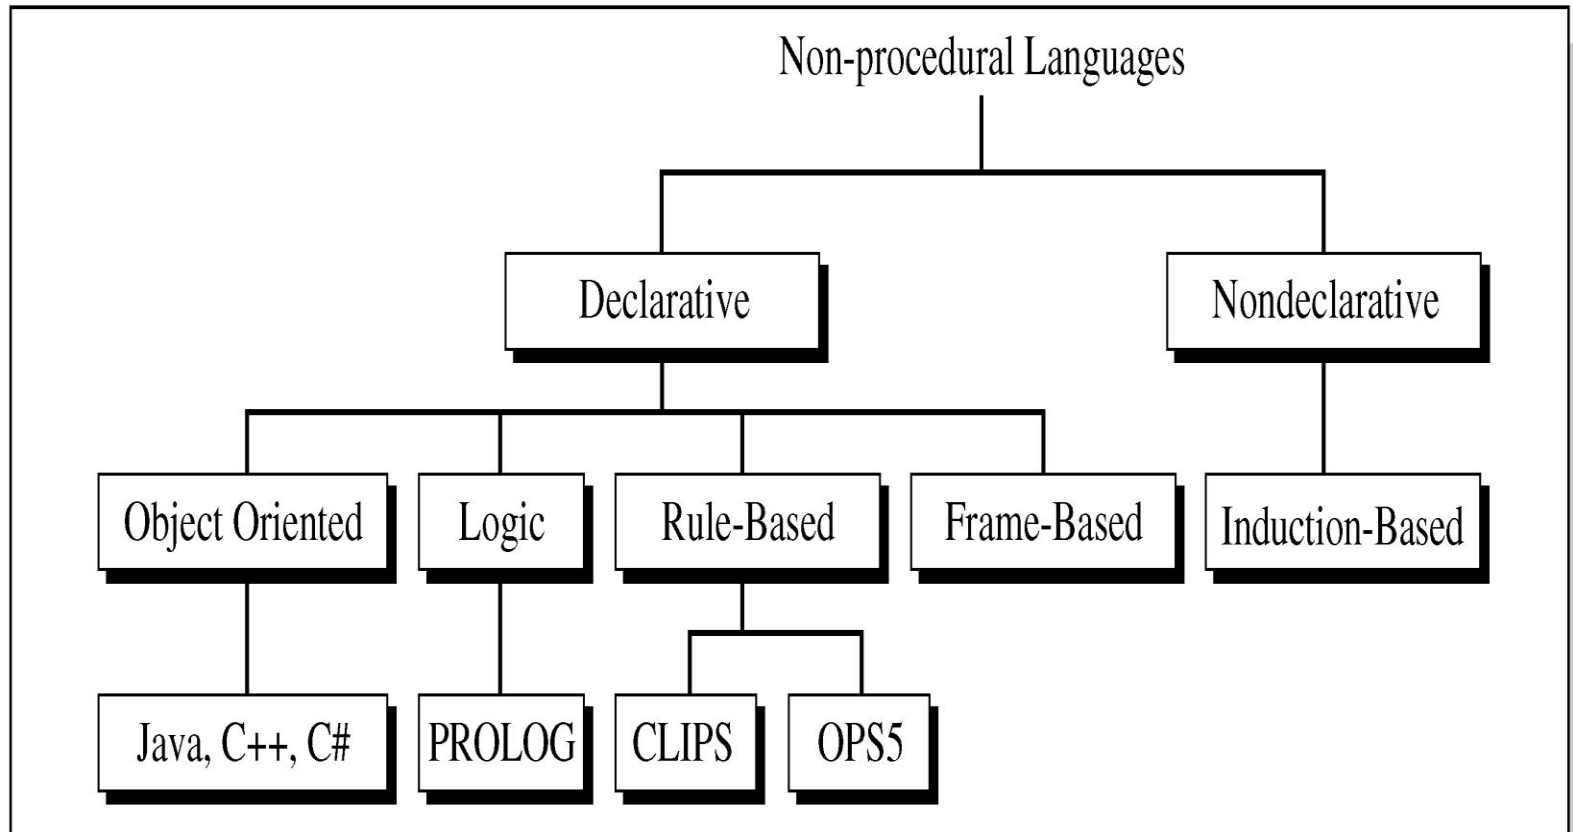 Non-procedural Languages
Declarative
Nondeclarative
Object Oriented
Logic
Rule-Based
Frame-Based
Induction-Based
Java, C++, C#
PROLOG
CLIPS
OPS5